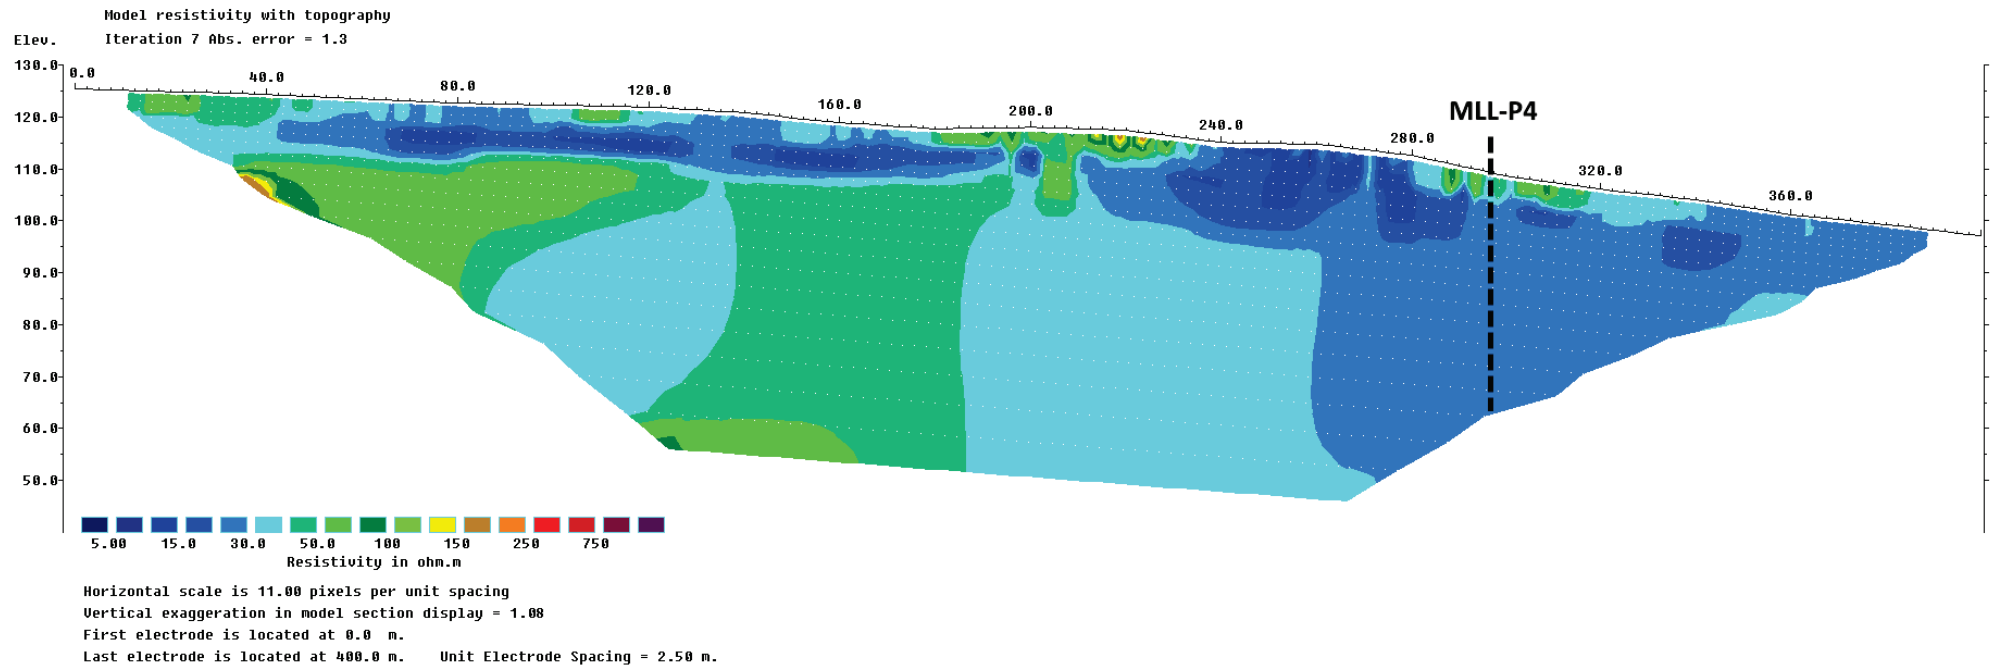 Model resistivity with topography
Iteration 7 Abs. error = 1.3
Elev.
130.0
120.0
110.0
100.0
90.0
80.0
70.0
60.0
50.0
0.0
40.0
80.0
120.0
160.0
200.0
240.0
280.0
320.0
360.0
MLL-P4
5.00 15.0 30.0 50.0 100 150 250 750
Resistivity in ohm.m
Horizontal scale is 11.00 pixels per unit spacing
Vertical exaggeration in model section display = 1.08
First electrode is located at 0.0 m.
Last electrode is located at 400.0 m. Unit Electrode Spacing = 2.50 m.